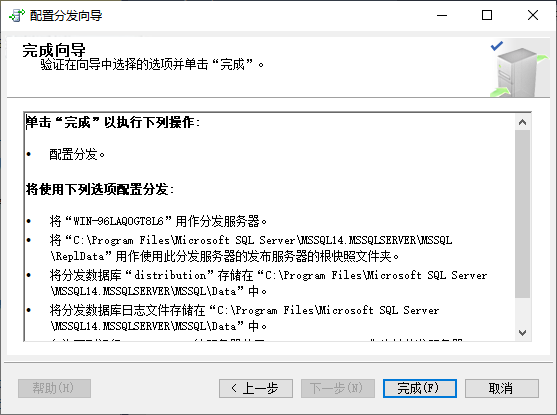 配置分发向导
完成向导
验证在向导中选择的选项并单击“完成”。
单击“完成”以执行下列操作:
• 配置分发。
将使用下列选项配置分发:
• 将“WIN-96LAQOGT8L6”用作分发服务器。
• 将“C:\Program Files\Microsoft SQL Server\MSSQL14.MSSQLSERVER\MSSQL
\ReplData”用作使用此分发服务器的发布服务器的根快照文件夹。
• 将分发数据库“distribution”存储在“C:\Program Files\Microsoft SQL Server
\MSSQL14.MSSQLSERVER\MSSQL\Data”中。
• 将分发数据库日志文件存储在“C:\Program Files\Microsoft SQL Server
\MSSQL14.MSSQLSERVER\MSSQL\Data”中。
帮助(H)
< 上一步
下一步(N)
完成(F)
取消